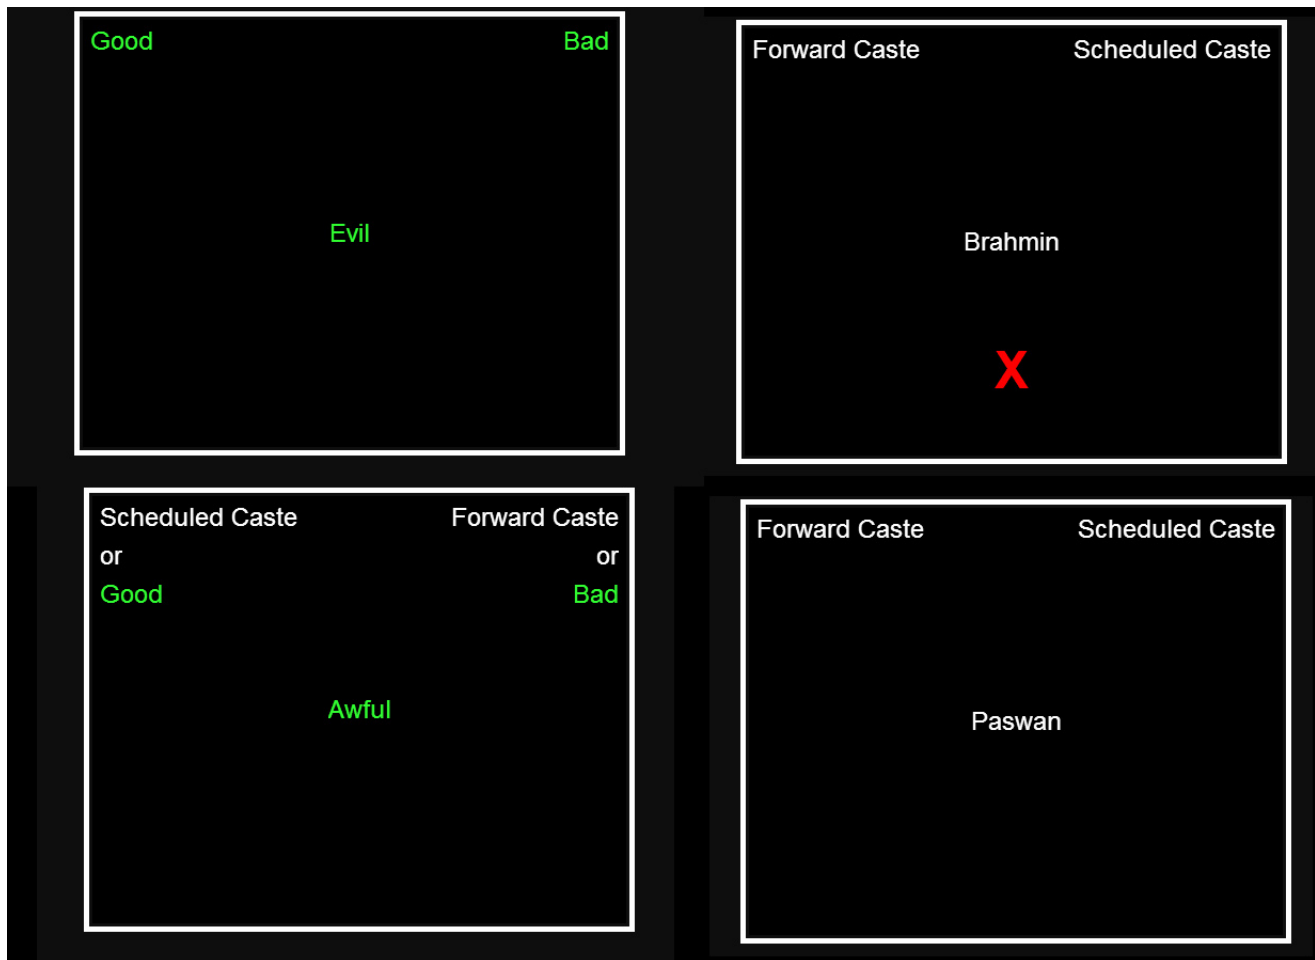 Good Bad
Evil
Forward Caste Scheduled Caste
Brahmin
X
Scheduled Caste Forward Caste
or or
Good Bad
Awful
Forward Caste Scheduled Caste
Paswan